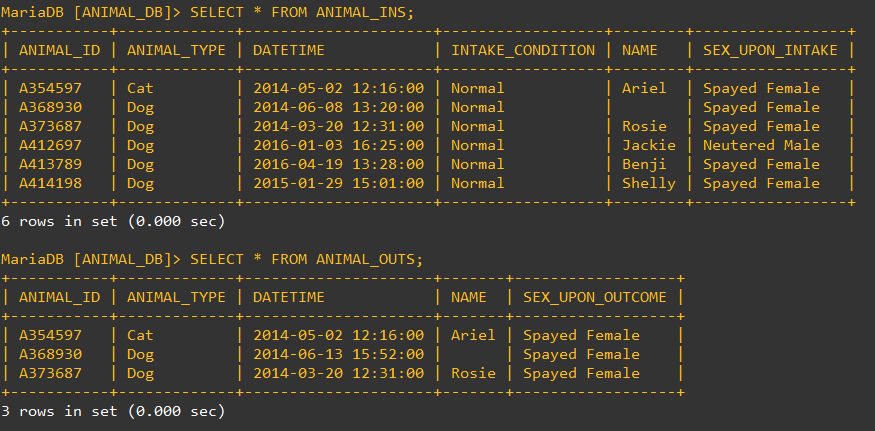 MariaDB [ANIMAL_DB]> SELECT * FROM ANIMAL_INS;
+-----------+-------------+---------------------+------------------+--------+-----------------+
| ANIMAL_ID | ANIMAL_TYPE | DATETIME            | INTAKE_CONDITION | NAME   | SEX_UPON_INTAKE |
+-----------+-------------+---------------------+------------------+--------+-----------------+
| A354597   | Cat         | 2014-05-02 12:16:00 | Normal           | Ariel  | Spayed Female   |
| A368930   | Dog         | 2014-06-08 13:20:00 | Normal           |        | Spayed Female   |
| A373687   | Dog         | 2014-03-20 12:31:00 | Normal           | Rosie  | Spayed Female   |
| A412697   | Dog         | 2016-01-03 16:25:00 | Normal           | Jackie | Neutered Male   |
| A413789   | Dog         | 2016-04-19 13:28:00 | Normal           | Benji  | Spayed Female   |
| A414198   | Dog         | 2015-01-29 15:01:00 | Normal           | Shelly | Spayed Female   |
+-----------+-------------+---------------------+------------------+--------+-----------------+
6 rows in set (0.000 sec)
MariaDB [ANIMAL_DB]> SELECT * FROM ANIMAL_OUTS;
+-----------+-------------+---------------------+-------+------------------+
| ANIMAL_ID | ANIMAL_TYPE | DATETIME            | NAME  | SEX_UPON_OUTCOME |
+-----------+-------------+---------------------+-------+------------------+
| A354597   | Cat         | 2014-05-02 12:16:00 | Ariel | Spayed Female    |
| A368930   | Dog         | 2014-06-13 15:52:00 |       | Spayed Female    |
| A373687   | Dog         | 2014-03-20 12:31:00 | Rosie | Spayed Female    |
+-----------+-------------+---------------------+-------+------------------+
3 rows in set (0.000 sec)